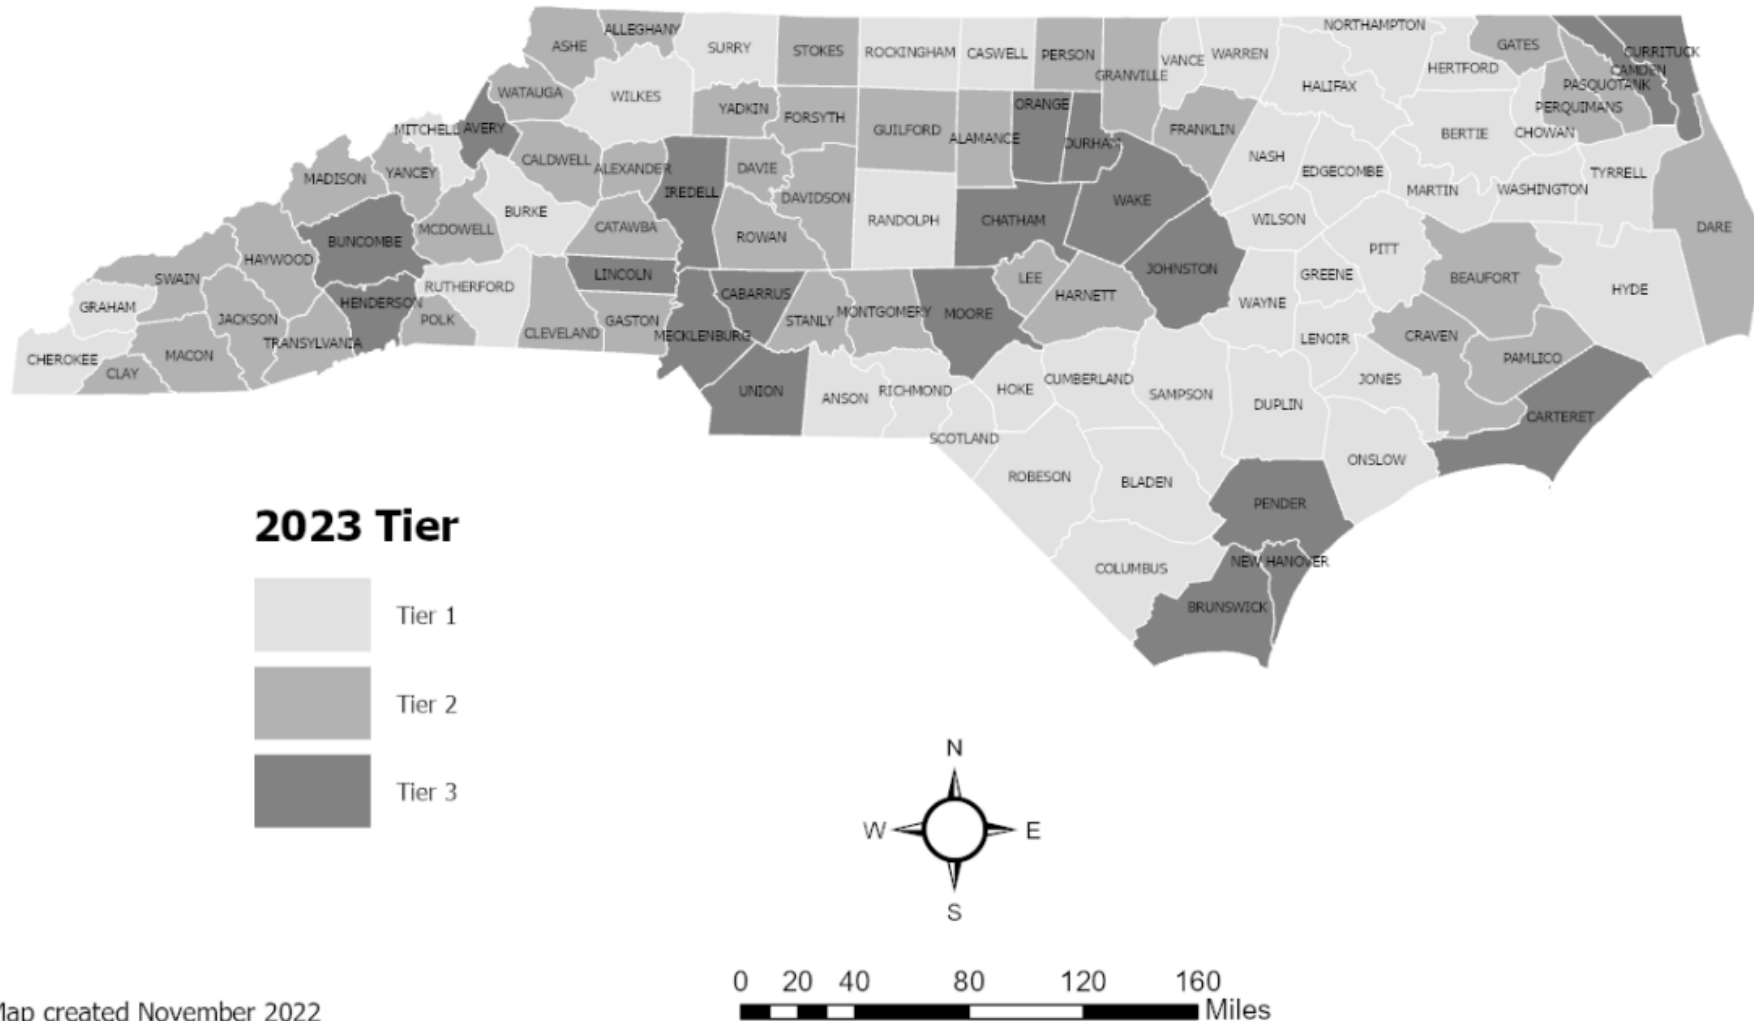 NORTHAMPTON
ALLEGHANY
ASHE
SURRY
STOKES
ROCKINGHAM
CASWELL
PERSON
GRANVILLE
VANCE
WARREN
HERTFORD
GATES
CURRITUCK
CAMDEN
PASQUOTANK
PERQUIMANS
CHOWAN
WATAUGA
WILKES
YADKIN
FORSYTH
GUILFORD
ALAMANCE
ORANGE
DURHAM
FRANKLIN
HALIFAX
BERTIE
MITCHELL
AVERY
CALDWELL
ALEXANDER
IREDELL
DAVIE
DAVIDSON
RANDOLPH
CHATHAM
WAKE
NASH
EDGECOMBE
MARTIN
WASHINGTON
TYRRELL
DARE
MADISON
YANCEY
BURKE
CATAWBA
ROWAN
WILSON
PITT
BUNCOMBE
MCDOWELL
HAYWOOD
SWAIN
RUTHERFORD
LINCOLN
CABARRUS
LEE
HARNETT
JOHNSTON
GREENE
BEAUFORT
HYDE
GRAHAM
JACKSON
HENDERSON
POLK
CLEVELAND
GASTON
MECKLENBURG
STANLY
MONTGOMERY
MOORE
WAYNE
LENOIR
CRAVEN
PAMLICO
CHEROKEE
CLAY
MACON
TRANSYLVANIA
UNION
ANSON
RICHMOND
HOKE
CUMBERLAND
SAMPSON
DUPLIN
JONES
CARTERET
SCOTLAND
ROBESON
BLADEN
ONSLOW
PENDER
COLUMBUS
NEW HANOVER
BRUNSWICK
2023 Tier
Tier 1
Tier 2
Tier 3
N
W E
S
0 20 40 80 120 160
Miles
Map created November 2022